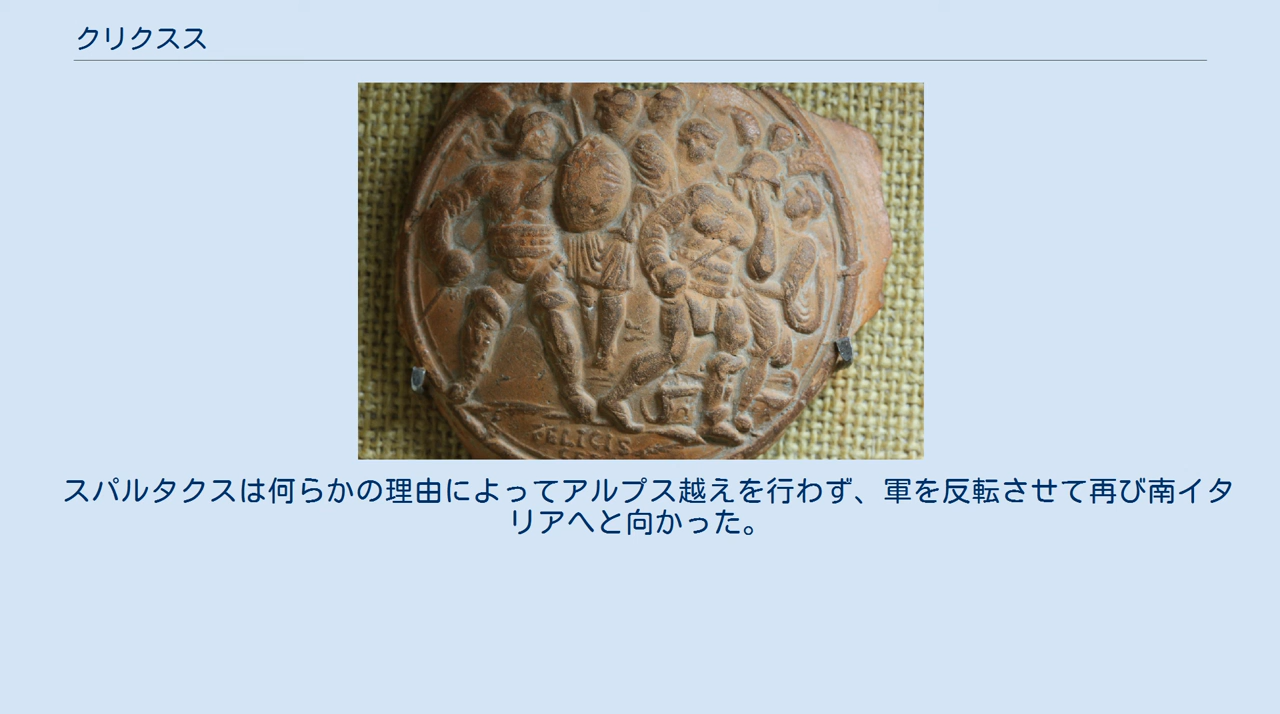 クリクスス
スパルタクスは何らかの理由によってアルプス越えを行わず、軍を反転させて再び南イタ
リアへと向かった。